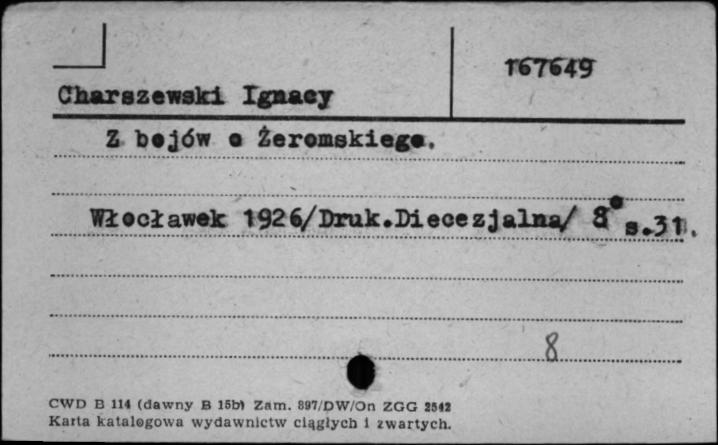 167649
Charszewski Ignacy
Z bojów o Żeromskiego.
Włocławek 1926/Druk.Diecezjalna/ 8° s.31.
8
CWD B 114 (dawny B 15b) Zam. 897/DW/On ZGG 2542
Karta katalogowa wydawnictw ciągłych i zwartych.